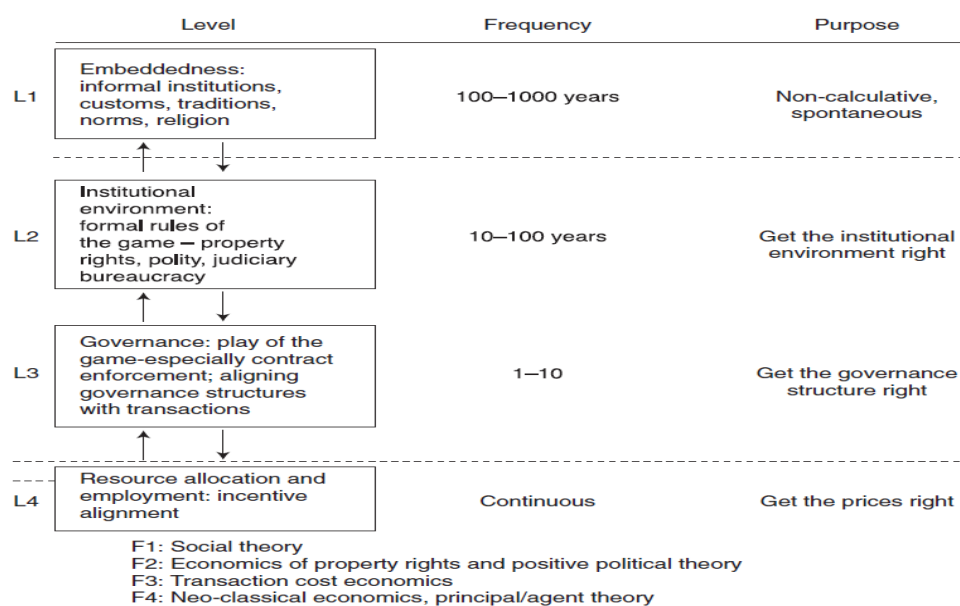 Level Frequency Purpose
L1
Embeddedness:
informal institutions,
customs, traditions,
norms, religion
100–1000 years
Non-calculative,
spontaneous
L2
Institutional
environment:
formal rules of
the game – property
rights, polity, judiciary
bureaucracy
10–100 years
Get the institutional
environment right
L3
Governance: play of the
game-especially contract
enforcement; aligning
governance structures
with transactions
1–10
Get the governance
structure right
L4
Resource allocation and
employment: incentive
alignment
Continuous
Get the prices right
F1: Social theory
F2: Economics of property rights and positive political theory
F3: Transaction cost economics
F4: Neo-classical economics, principal/agent theory